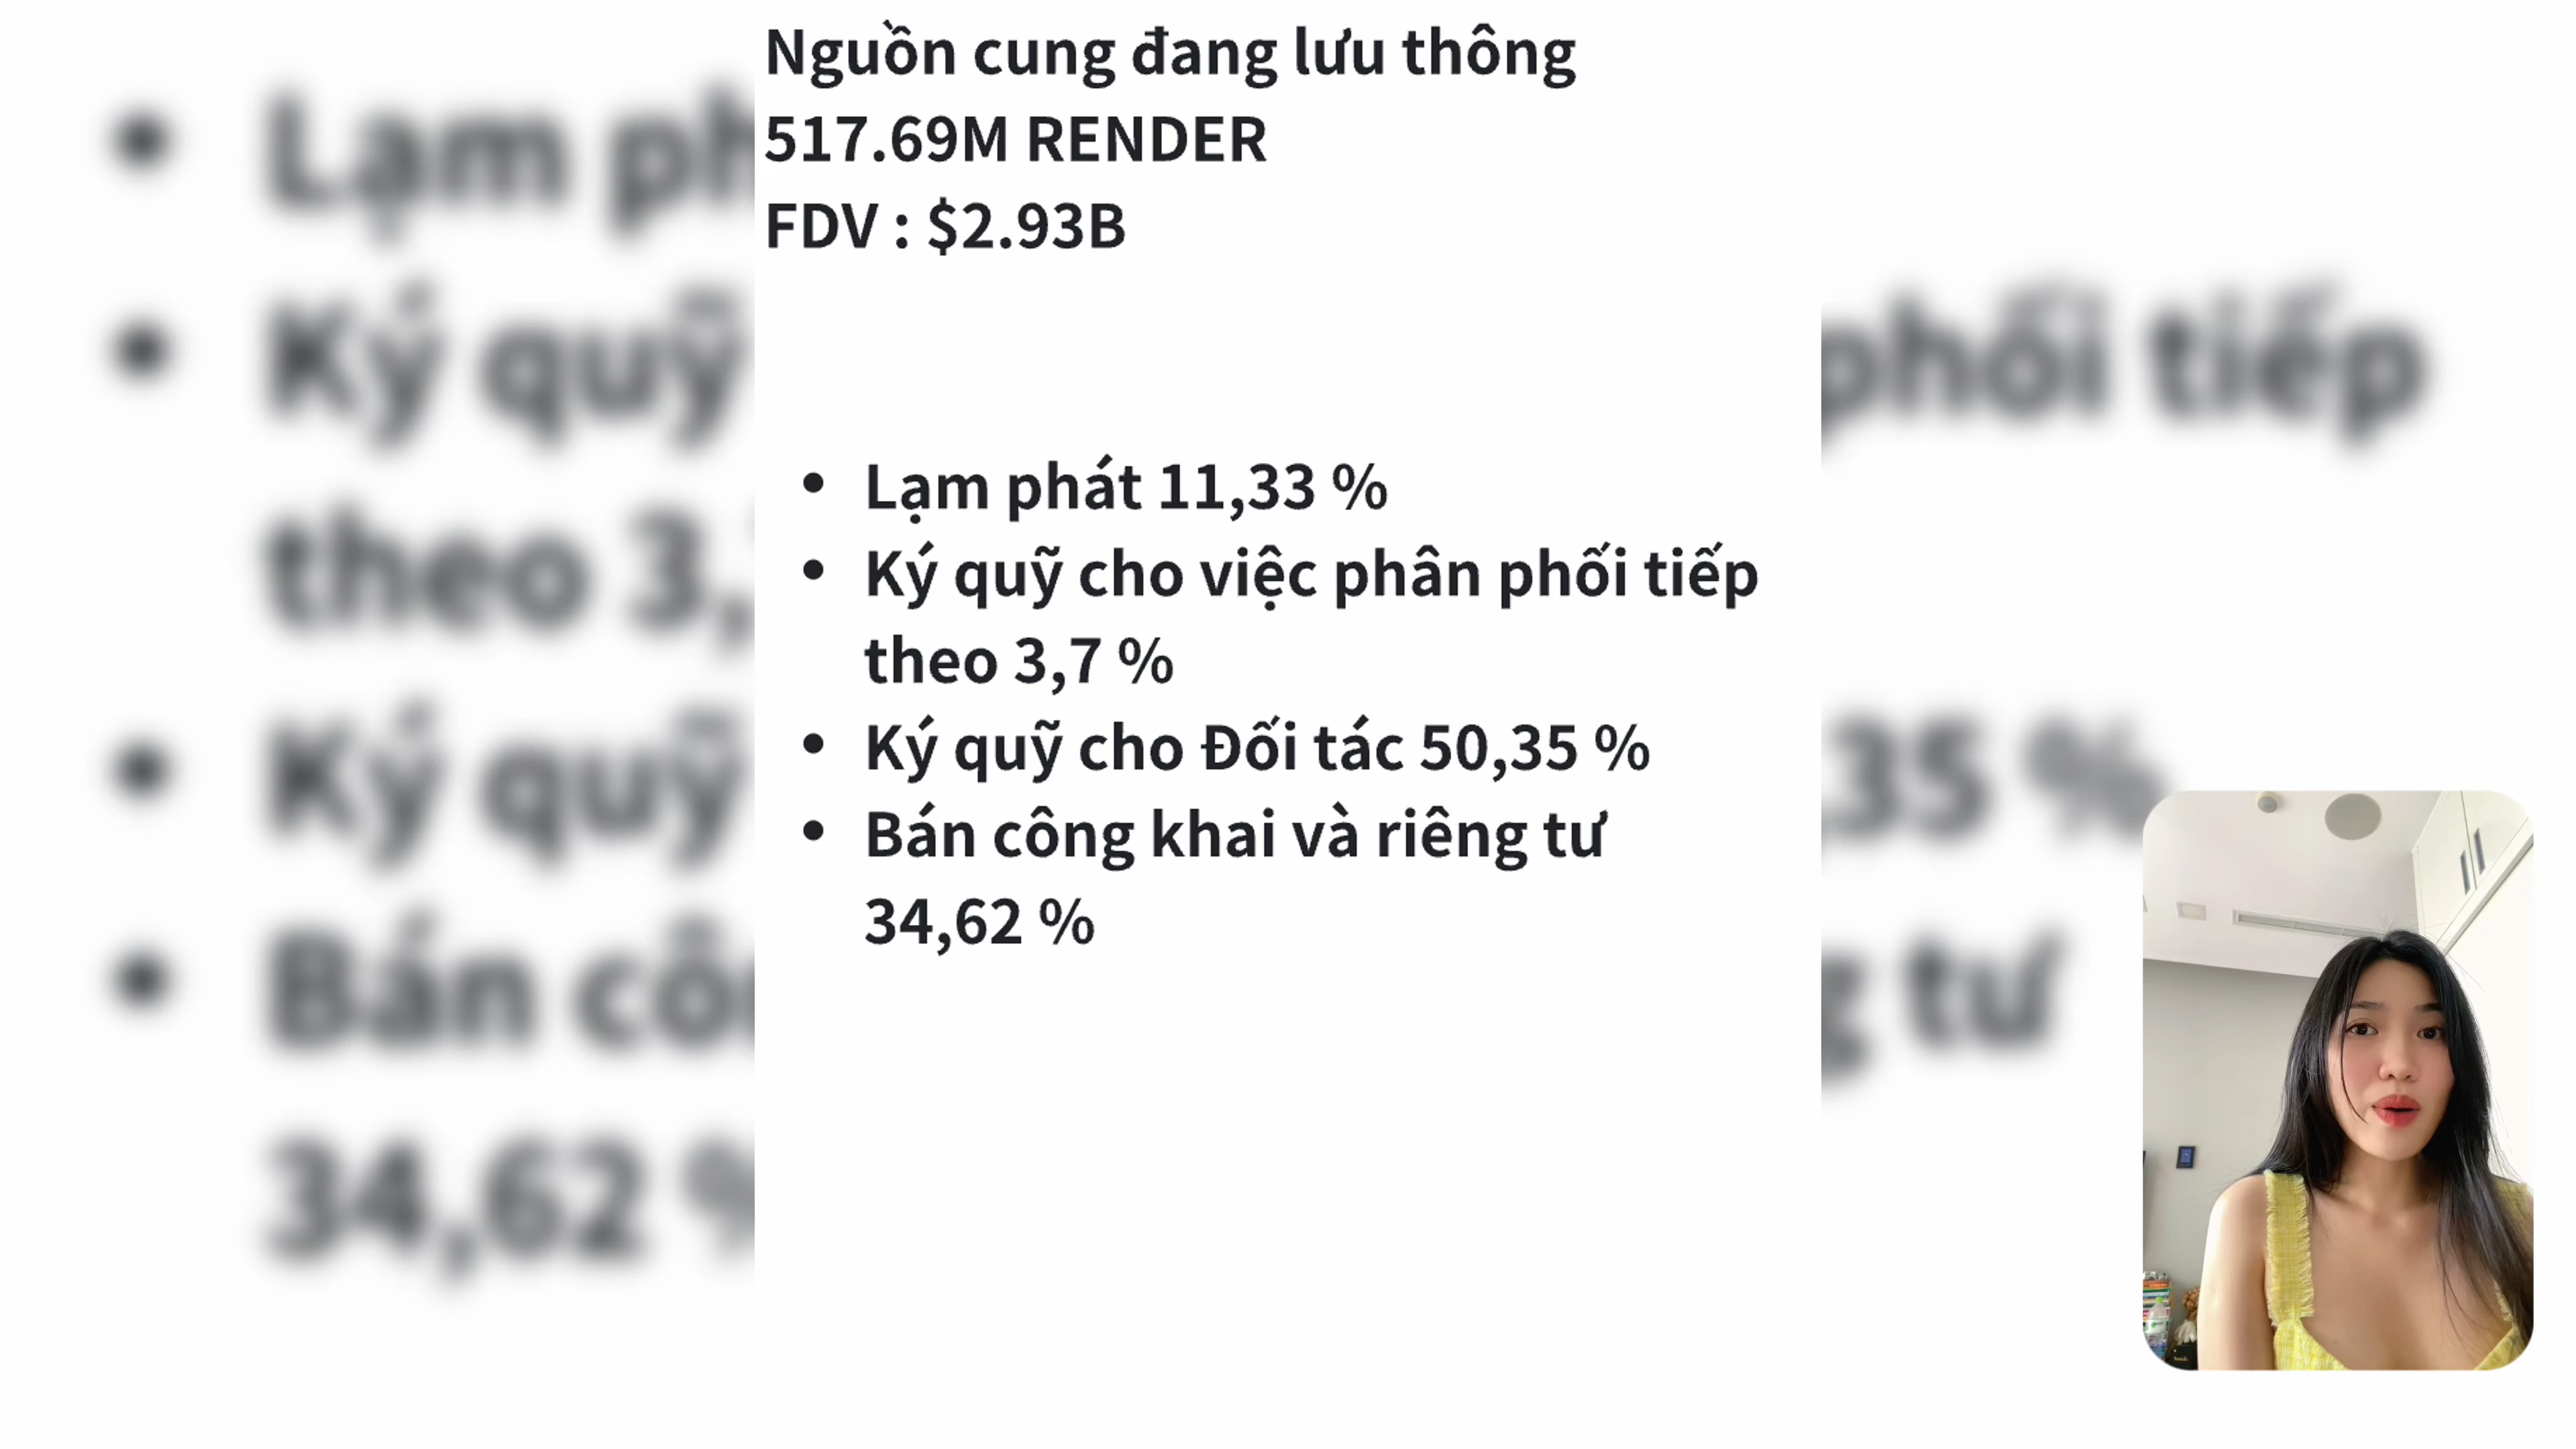 Nguồn cung đang lưu thông
517.69M RENDER
FDV : $2.93B
• Lạm phát 11,33 %
• Ký quỹ cho việc phân phối tiếp
theo 3,7 %
• Ký quỹ cho Đối tác 50,35 %
• Bán công khai và riêng tư
34,62 %